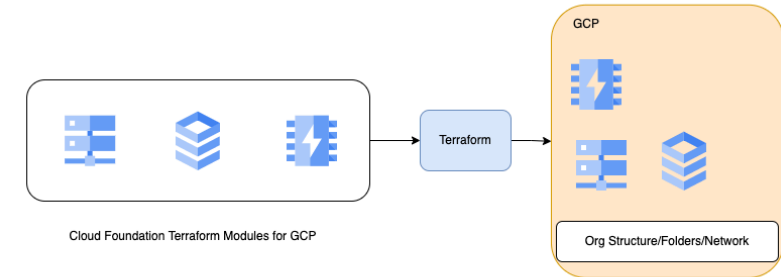 GCP
Terraform
Cloud Foundation Terraform Modules for GCP
Org Structure/Folders/Network